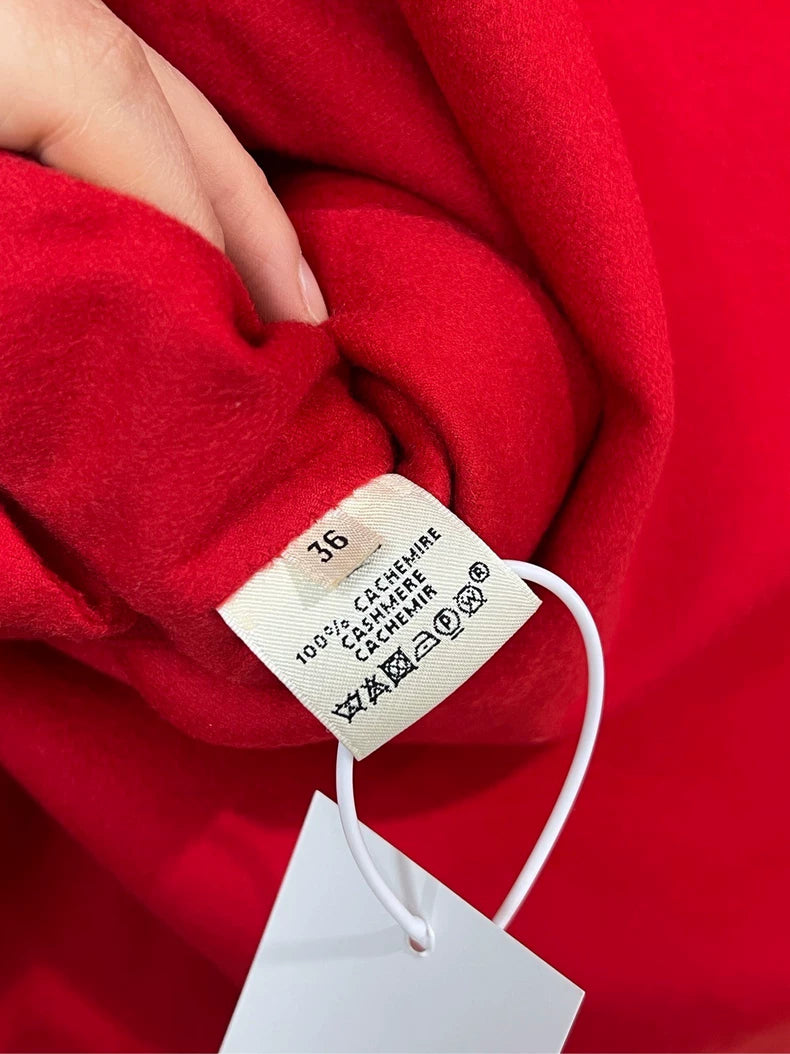 36
100% CACHEMIRE
CASHMERE
CACHEMIR
P W ®